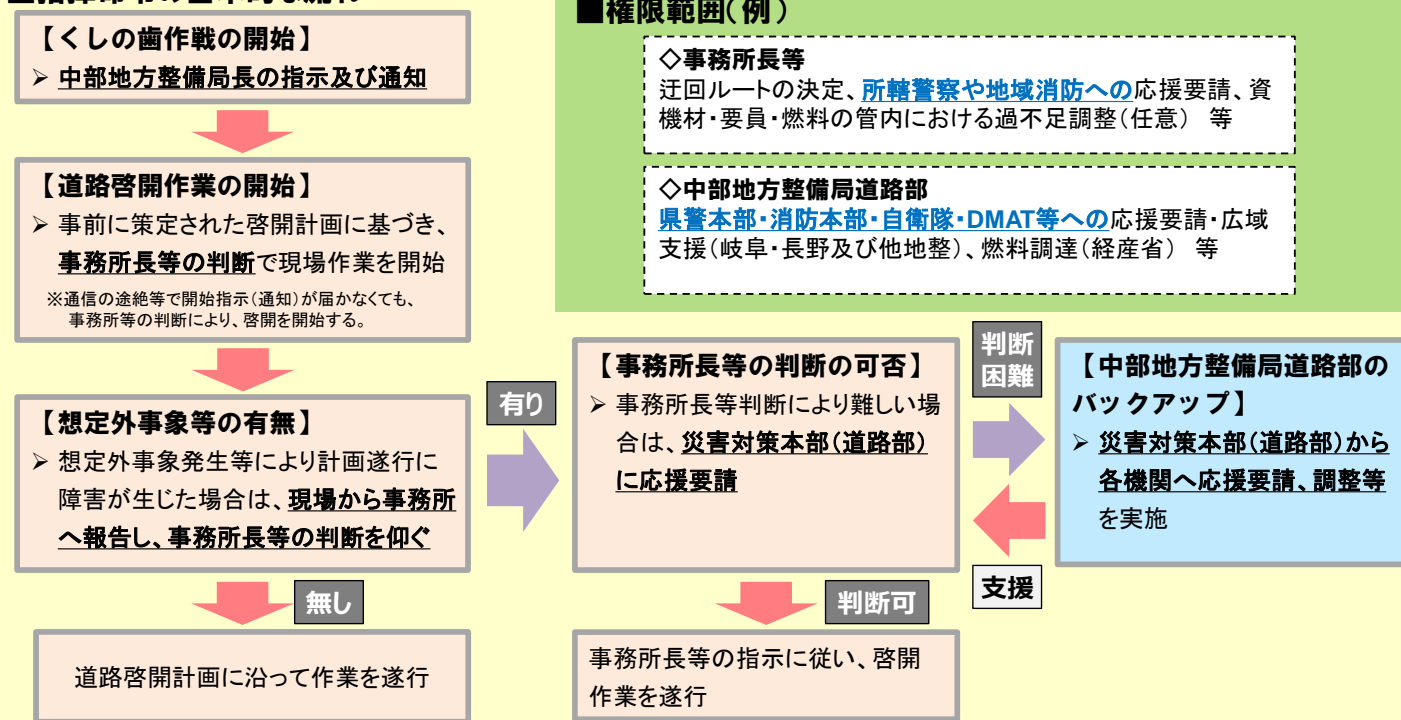 ■権限範囲(例)
【くしの歯作戦の開始】
➢ 中部地方整備局長の指示及び通知
◇事務所長等
迂回ルートの決定、所轄警察や地域消防への応援要請、資
機材・要員・燃料の管内における過不足調整(任意) 等
◇中部地方整備局道路部
県警本部・消防本部・自衛隊・DMAT等への応援要請・広域
支援(岐阜・長野及び他地整)、燃料調達(経産省) 等
【道路啓開作業の開始】
➢ 事前に策定された啓開計画に基づき、
事務所長等の判断で現場作業を開始
※通信の途絶等で開始指示(通知)が届かなくても、
事務所等の判断により、啓開を開始する。
【想定外事象等の有無】
➢ 想定外事象発生等により計画遂行に
障害が生じた場合は、現場から事務所
へ報告し、事務所長等の判断を仰ぐ
有り
【事務所長等の判断の可否】
➢ 事務所長等判断により難しい場
合は、災害対策本部(道路部)
に応援要請
判断
困難
【中部地方整備局道路部の
バックアップ】
➢ 災害対策本部(道路部)から
各機関へ応援要請、調整等
を実施
支援
無し
道路啓開計画に沿って作業を遂行
判断可
事務所長等の指示に従い、啓開
作業を遂行